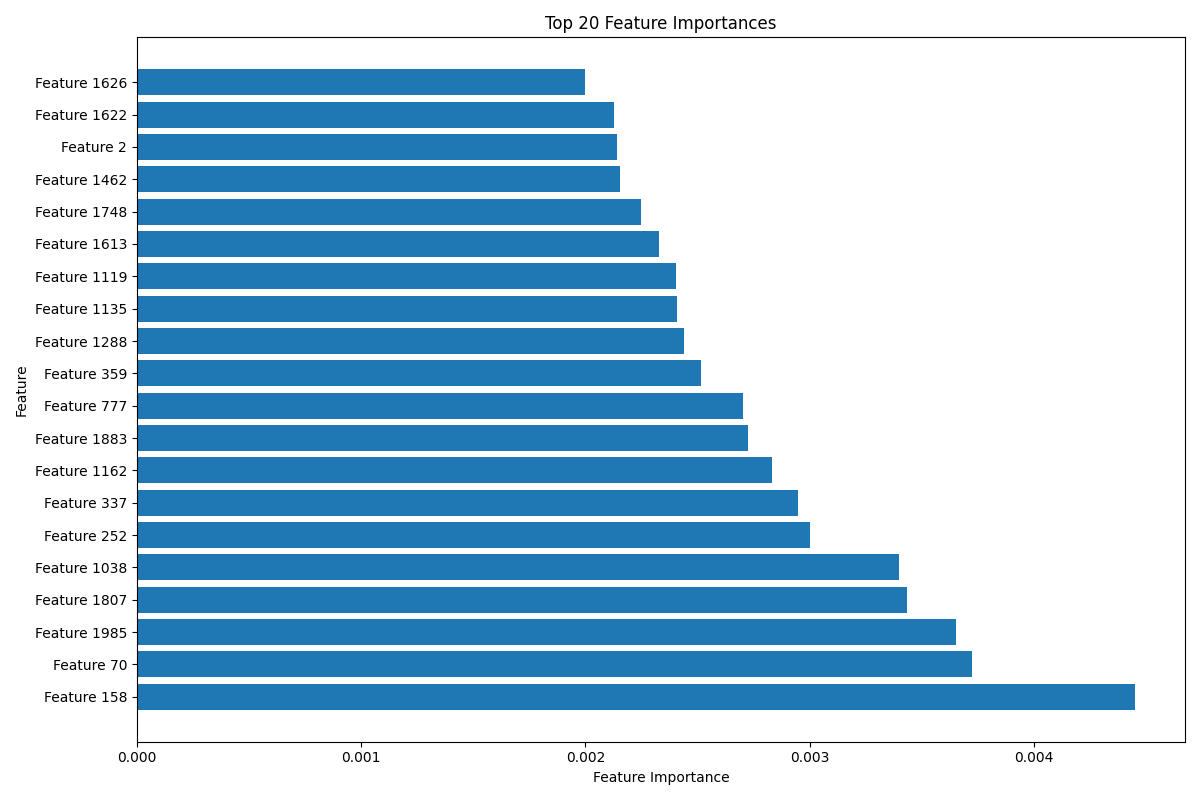 Top 20 Feature Importances
Feature
Feature 1626
Feature 1622
Feature 2
Feature 1462
Feature 1748
Feature 1613
Feature 1119
Feature 1135
Feature 1288
Feature 359
Feature 777
Feature 1883
Feature 1162
Feature 337
Feature 252
Feature 1038
Feature 1807
Feature 1985
Feature 70
Feature 158
0.000 0.001 0.002 0.003 0.004
Feature Importance